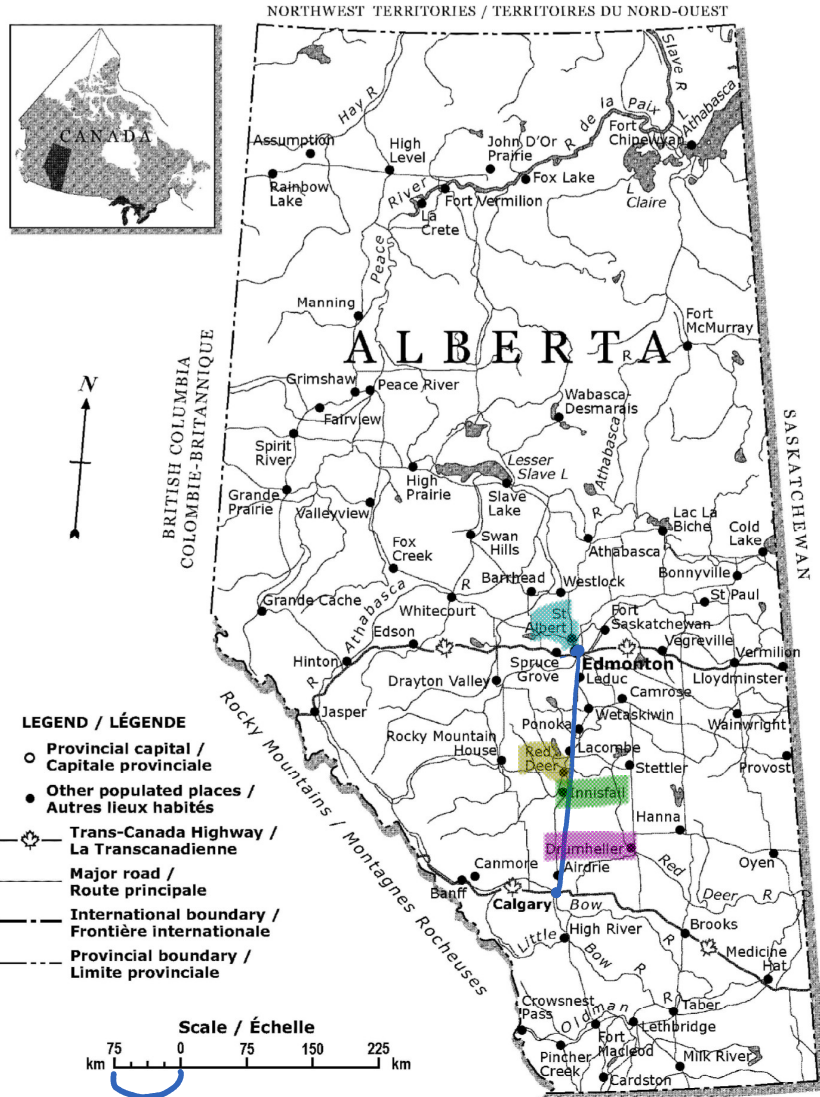 NORTHWEST TERRITORIES / TERRITOIRES DU NORD-OUEST
CANADA
Hay R
Slave R
R de la Paix
L Athabasca
Assumption
High
Level
John D'Or
Prairie
Fort
Chipewyan
Rainbow
Lake
River
Fox Lake
Fort Vermilion
L
Claire
La
Crete
Peace
Manning
Fort
McMurray
ALBERTA
R
BRITISH COLUMBIA
COLOMBIE-BRITANNIQUE
N
Grimshaw
Peace River
Wabasca-
Desmarais
Fairview
SASKATCHEWAN
Spirit
River
Athabasca
Lesser
Slave L
High
Prairie
Grande
Prairie
Valleyview
Slave
Lake
R
Lac La
Biche
Cold
Lake
Fox
Creek
Swan
Hills
Athabasca
Barrhead
Westlock
Bonnyville
St Paul
Grande Cache
Athabasca
R
Whitecourt
St
Albert
Fort
Saskatchewan
Edson
Vegreville
Vermilion
Hinton
Spruce
Grove
Edmonton
Lloydminster
R
Drayton Valley
Leduc
Camrose
Jasper
Wetaskiwin
Wainwright
Ponoka
Rocky Mountain
House
Red
Deer
Lacombe
Stettler
Provost
Innisfail
Hanna
Rocky Mountains / Montagnes Rocheuses
Drumheller
Oyen
Canmore
Airdrie
Red
Deer R
Banff
Calgary
Bow
Little
Bow
R
High River
R
Brooks
Medicine
Hat
Crowsnest
Pass
Oldman
R
Taber
Fort
Macleod
Lethbridge
Pincher
Creek
Milk River
Cardston
LEGEND / LÉGENDE
Provincial capital /
Capitale provinciale
Other populated places /
Autres lieux habités
Trans-Canada Highway /
La Transcanadienne
Major road /
Route principale
International boundary /
Frontière internationale
Provincial boundary /
Limite provinciale
Scale / Échelle
km 75 0 75 150 225 km